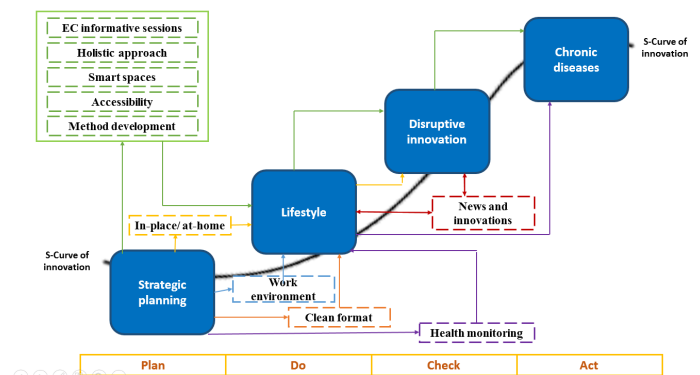 EC informative sessions
Holistic approach
Smart spaces
Accessibility
Method development
Chronic
diseases
S-Curve of
innovation
Disruptive
innovation
Lifestyle
News and
innovations
In-place/ at-home
S-Curve of
innovation
Strategic
planning
Work
environment
Clean format
Health monitoring
Plan
Do
Check
Act